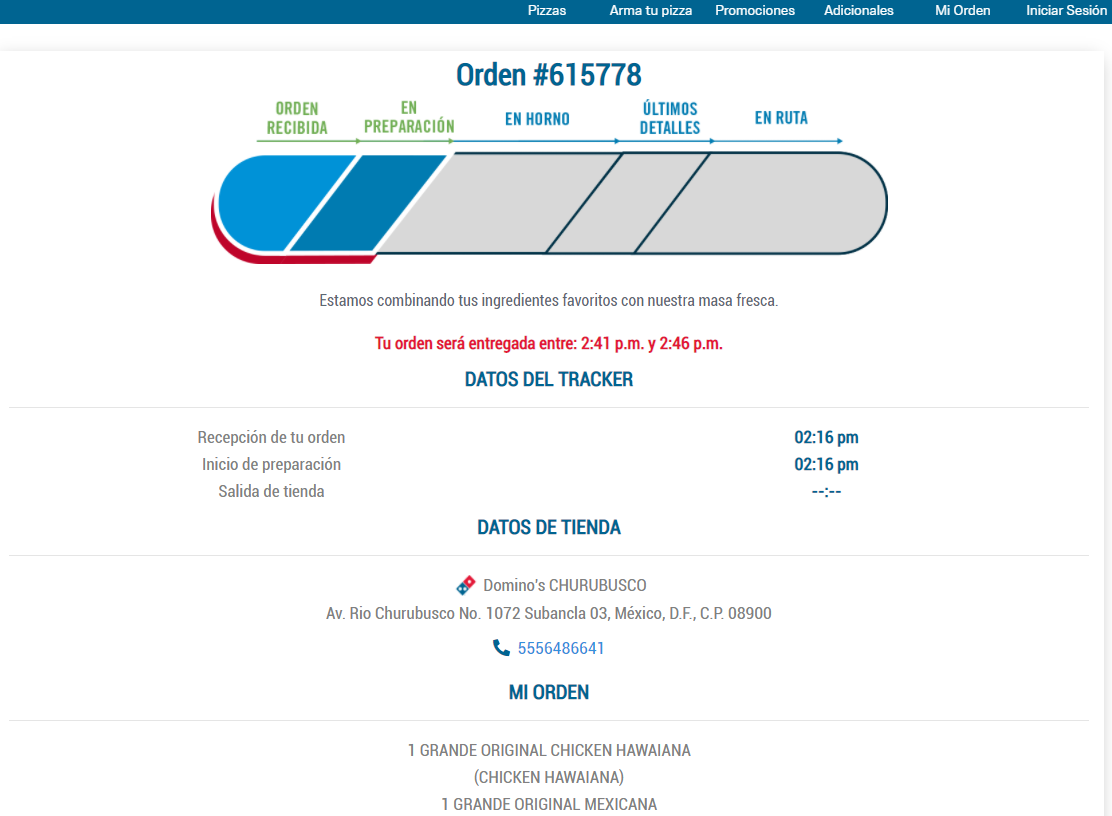 Pizzas Arma tu pizza Promociones Adicionales Mi Orden Iniciar Sesión
Orden #615778
ORDEN RECIBIDA
EN PREPARACIÓN
EN HORNO
ÚLTIMOS DETALLES
EN RUTA
Estamos combinando tus ingredientes favoritos con nuestra masa fresca.
Tu orden será entregada entre: 2:41 p.m. y 2:46 p.m.
DATOS DEL TRACKER
Recepción de tu orden 02:16 pm
Inicio de preparación 02:16 pm
Salida de tienda --:--
DATOS DE TIENDA
Domino's CHURUBUSCO
Av. Rio Churubusco No. 1072 Subancla 03, México, D.F., C.P. 08900
5556486641
MI ORDEN
1 GRANDE ORIGINAL CHICKEN HAWAIANA
(CHICKEN HAWAIANA)
1 GRANDE ORIGINAL MEXICANA